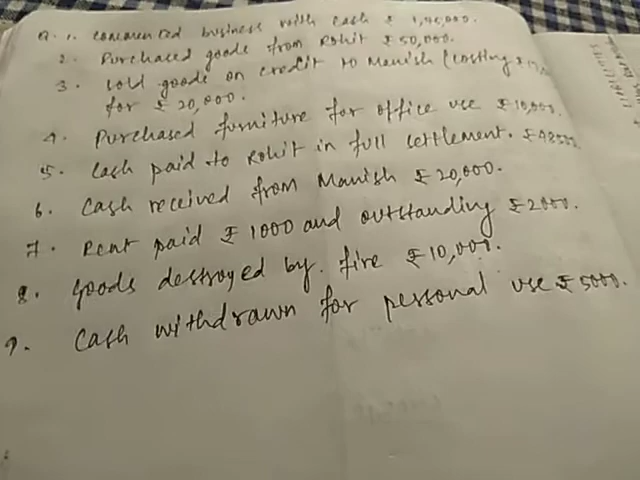 Q. 1. Commenced business with cash ₹ 1,45,000.
2. Purchased goods from Rohit ₹50,000.
3. Sold goods on credit to Manish (costing
for ₹ 20,000.
4. Purchased furniture for office use ₹10,000.
5. Cash paid to Rohit in full settlement. ₹48500
6. Cash received from Manish ₹20,000.
7. Rent paid ₹ 1000 and outstanding ₹2000.
8. Goods destroyed by fire ₹10,000.
9. Cash withdrawn for personal use ₹5000.